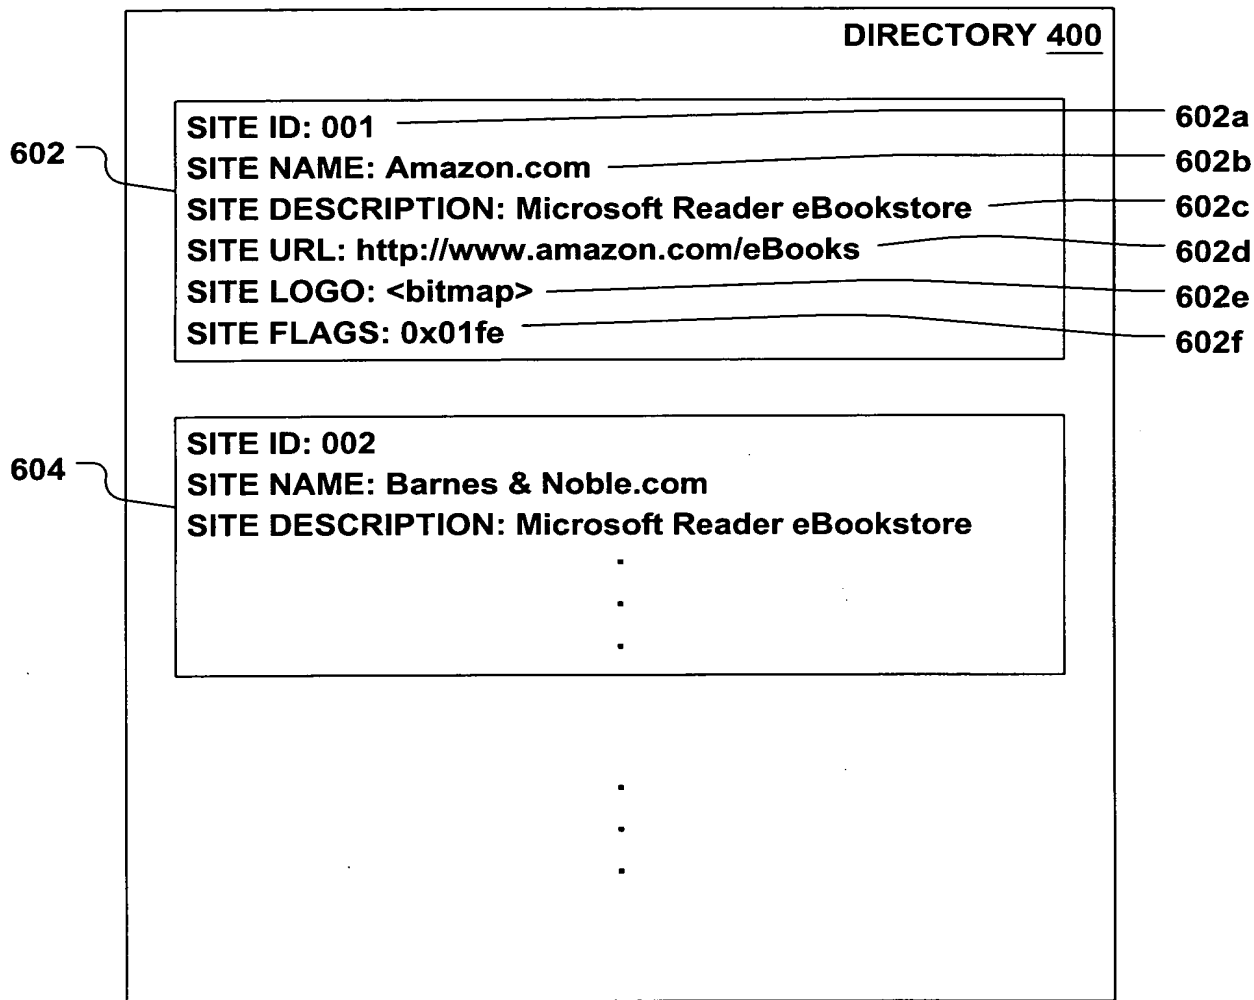 DIRECTORY 400
SITE ID: 001 602a
602 SITE NAME: Amazon.com 602b
SITE DESCRIPTION: Microsoft Reader eBookstore 602c
SITE URL: http://www.amazon.com/eBooks 602d
SITE LOGO: <bitmap> 602e
SITE FLAGS: 0x01fe 602f
SITE ID: 002
604 SITE NAME: Barnes & Noble.com
SITE DESCRIPTION: Microsoft Reader eBookstore
.
.
.
.
.
.